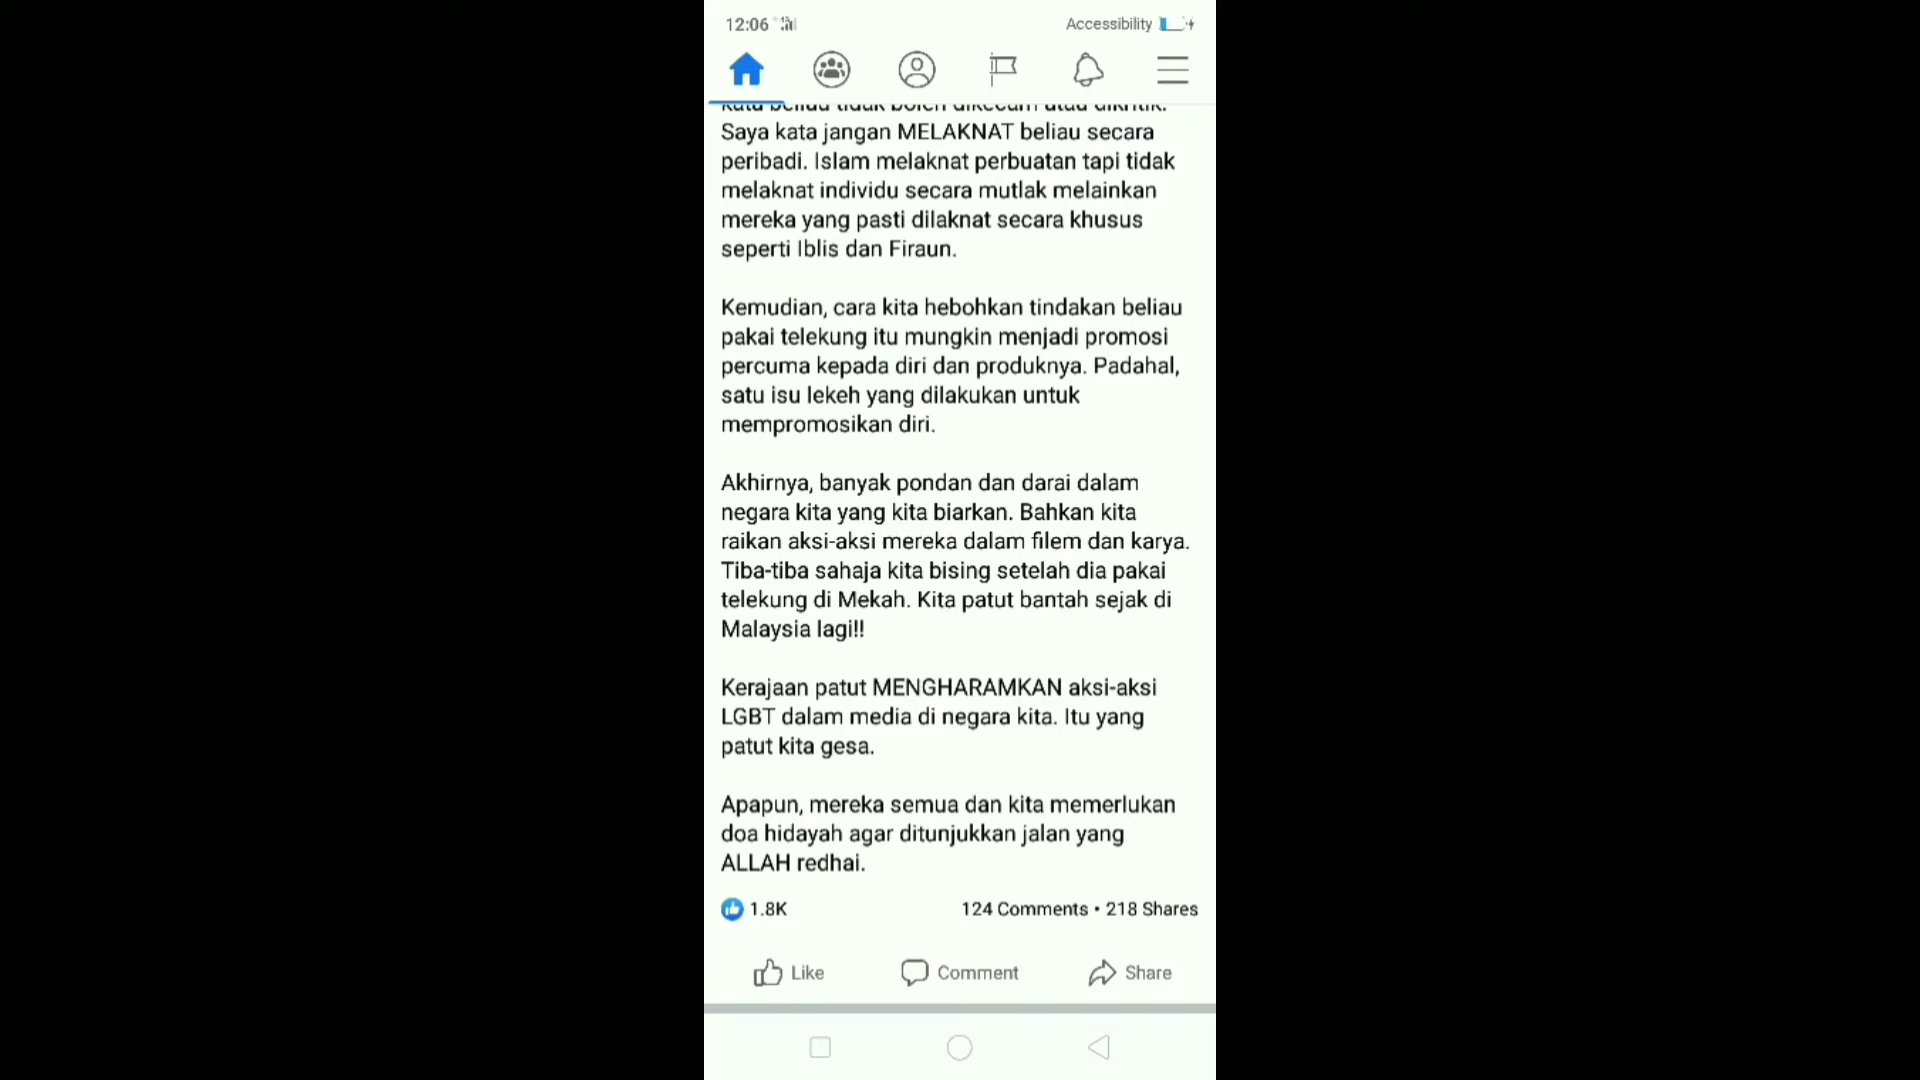 12:06
Accessibility
kata beliau tidak boleh dikecam atau dikritik.
Saya kata jangan MELAKNAT beliau secara
peribadi. Islam melaknat perbuatan tapi tidak
melaknat individu secara mutlak melainkan
mereka yang pasti dilaknat secara khusus
seperti Iblis dan Firaun.
Kemudian, cara kita hebohkan tindakan beliau
pakai telekung itu mungkin menjadi promosi
percuma kepada diri dan produknya. Padahal,
satu isu lekeh yang dilakukan untuk
mempromosikan diri.
Akhirnya, banyak pondan dan darai dalam
negara kita yang kita biarkan. Bahkan kita
raikan aksi-aksi mereka dalam filem dan karya.
Tiba-tiba sahaja kita bising setelah dia pakai
telekung di Mekah. Kita patut bantah sejak di
Malaysia lagi!!
Kerajaan patut MENGHARAMKAN aksi-aksi
LGBT dalam media di negara kita. Itu yang
patut kita gesa.
Apapun, mereka semua dan kita memerlukan
doa hidayah agar ditunjukkan jalan yang
ALLAH redhai.
1.8K
124 Comments • 218 Shares
Like
Comment
Share